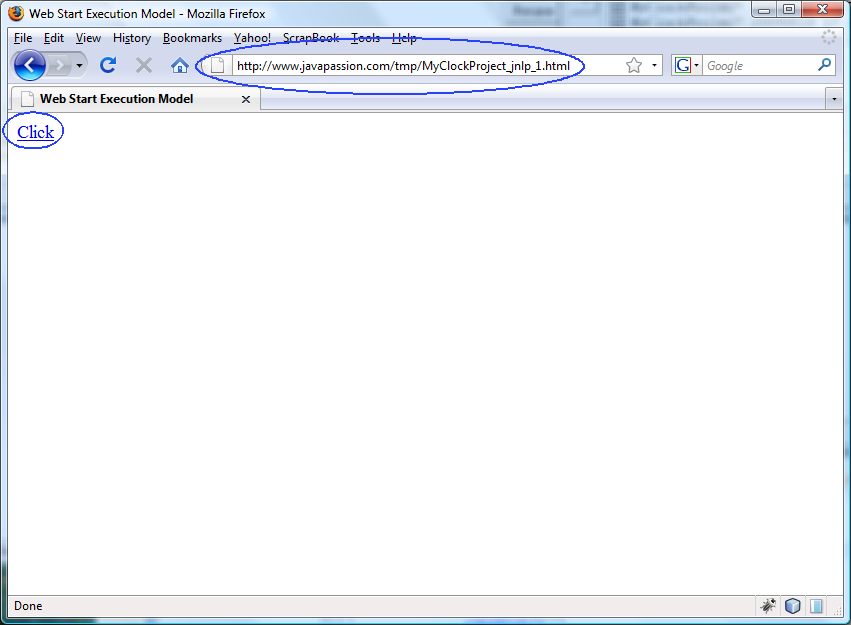 Web Start Execution Model - Mozilla Firefox
File Edit View History Bookmarks Yahoo! ScrapBook Tools Help
http://www.javapassion.com/tmp/MyClockProject_jnlp_1.html G Google
Web Start Execution Model
Click
Done